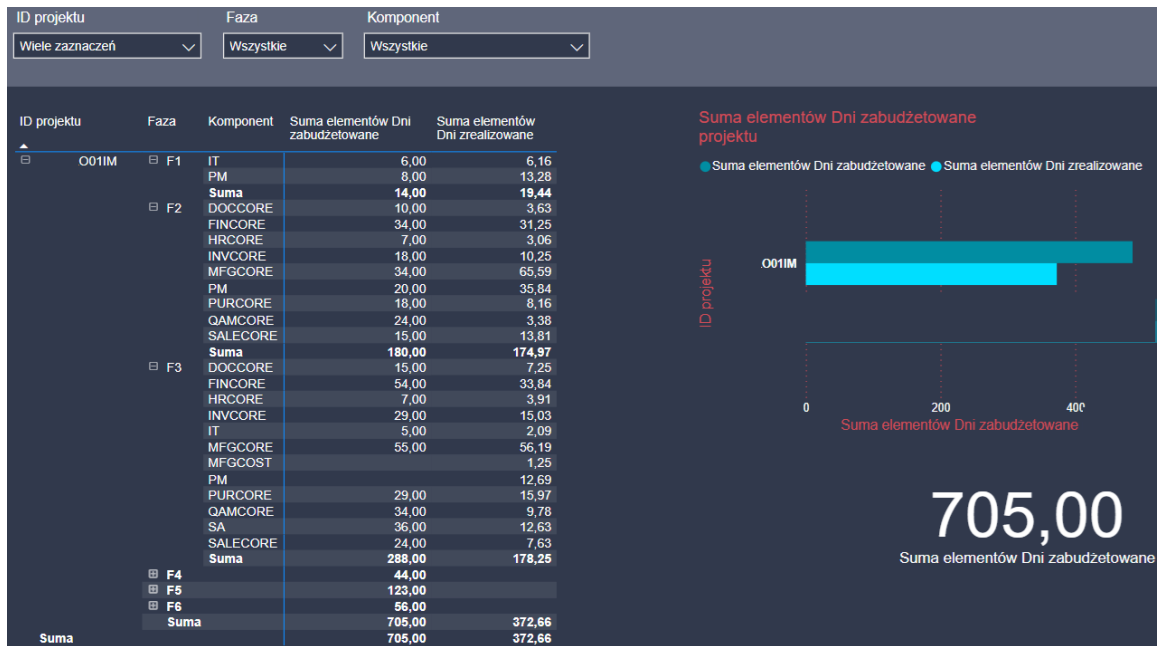 ID projektu Faza Komponent
Wiele zaznaczeń Wszystkie Wszystkie
ID projektu Faza Komponent Suma elementów Dni zabudżetowane Suma elementów Dni zrealizowane
O01IM F1 IT 6,00 6,16
PM 8,00 13,28
Suma 14,00 19,44
F2 DOCCORE 10,00 3,63
FINCORE 34,00 31,25
HRCORE 7,00 3,06
INVCORE 18,00 10,25
MFGCORE 34,00 65,59
PM 20,00 35,84
PURCORE 18,00 8,16
QAMCORE 24,00 3,38
SALECORE 15,00 13,81
Suma 180,00 174,97
F3 DOCCORE 15,00 7,25
FINCORE 54,00 33,84
HRCORE 7,00 3,91
INVCORE 29,00 15,03
IT 5,00 2,09
MFGCORE 55,00 56,19
MFGCOST 1,25
PM 12,69
PURCORE 29,00 15,97
QAMCORE 34,00 9,78
SA 36,00 12,63
SALECORE 24,00 7,63
Suma 288,00 178,25
F4 44,00
F5 123,00
F6 56,00
Suma 705,00 372,66
Suma 705,00 372,66
Suma elementów Dni zabudżetowane
projektu
Suma elementów Dni zabudżetowane Suma elementów Dni zrealizowane
ID projektu
O01IM
0 200 400
Suma elementów Dni zabudżetowane
705,00
Suma elementów Dni zabudżetowane